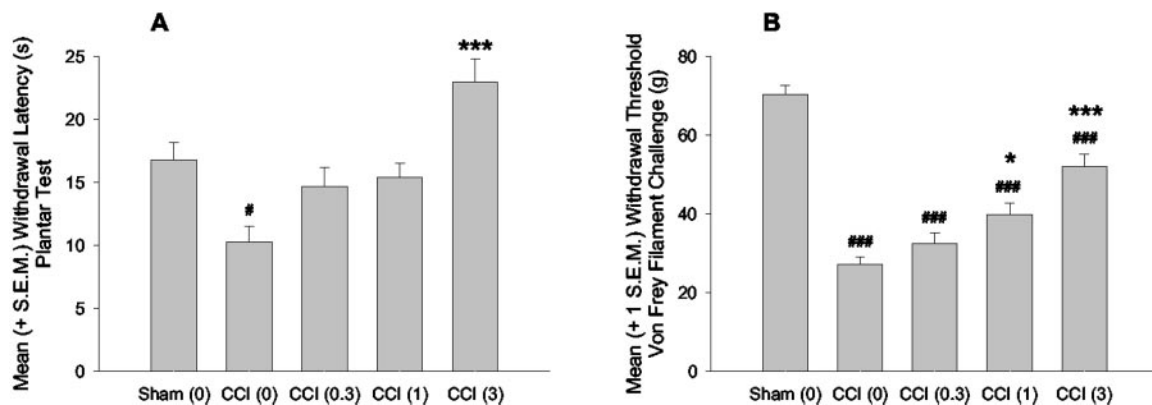 A
Mean (+ S.E.M.) Withdrawal Latency (s)
Plantar Test
25
20
15
10
5
0
#
***
Sham (0) CCI (0) CCI (0.3) CCI (1) CCI (3)
B
Mean (+ 1 S.E.M.) Withdrawal Threshold
Von Frey Filament Challenge (g)
80
60
40
20
0
###
###
*
###
***
###
Sham (0) CCI (0) CCI (0.3) CCI (1) CCI (3)